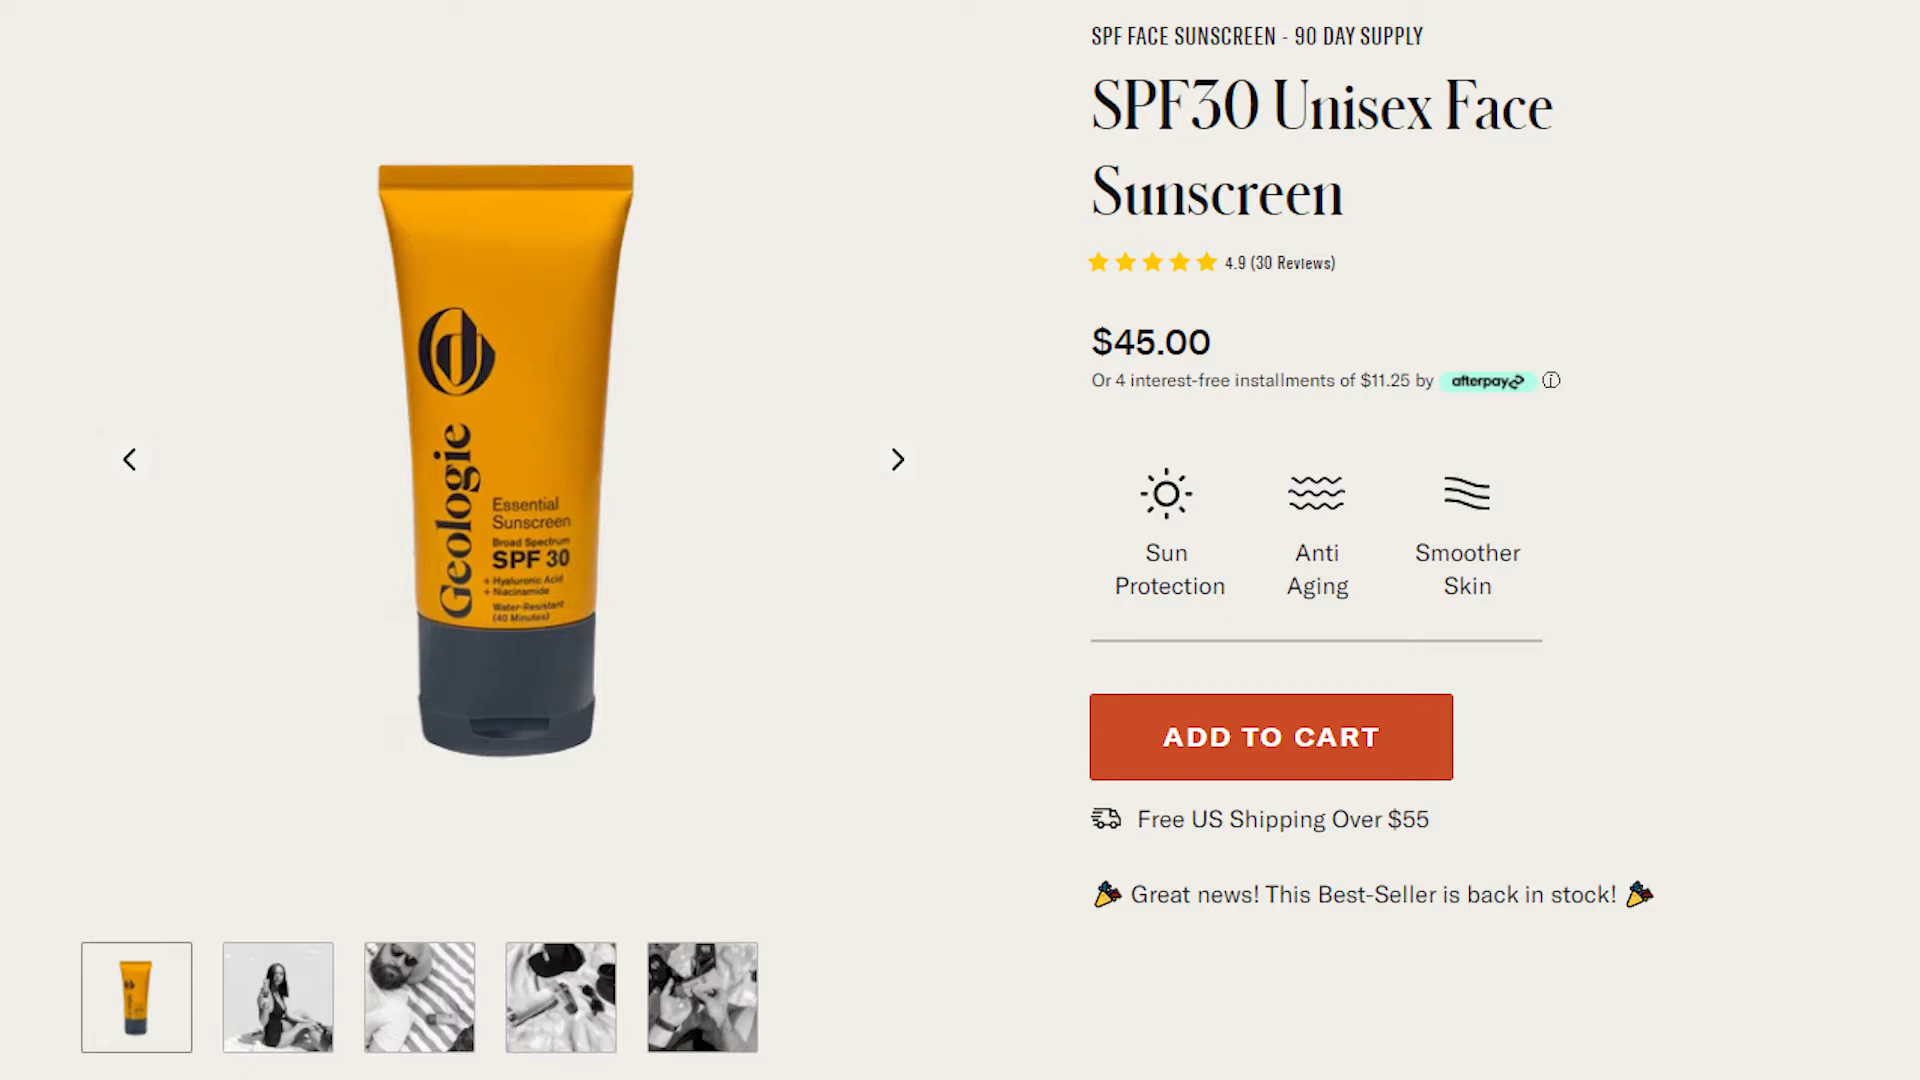 SPF FACE SUNSCREEN - 90 DAY SUPPLY
SPF30 Unisex Face
Sunscreen
4.9 (30 Reviews)
$45.00
Or 4 interest-free installments of $11.25 by afterpay
Sun
Protection
Anti
Aging
Smoother
Skin
ADD TO CART
Free US Shipping Over $55
Great news! This Best-Seller is back in stock!
Geologie
Essential
Sunscreen
Broad Spectrum
SPF 30
+ Hyaluronic Acid
+ Niacinamide
Water-Resistant
(40 Minutes)